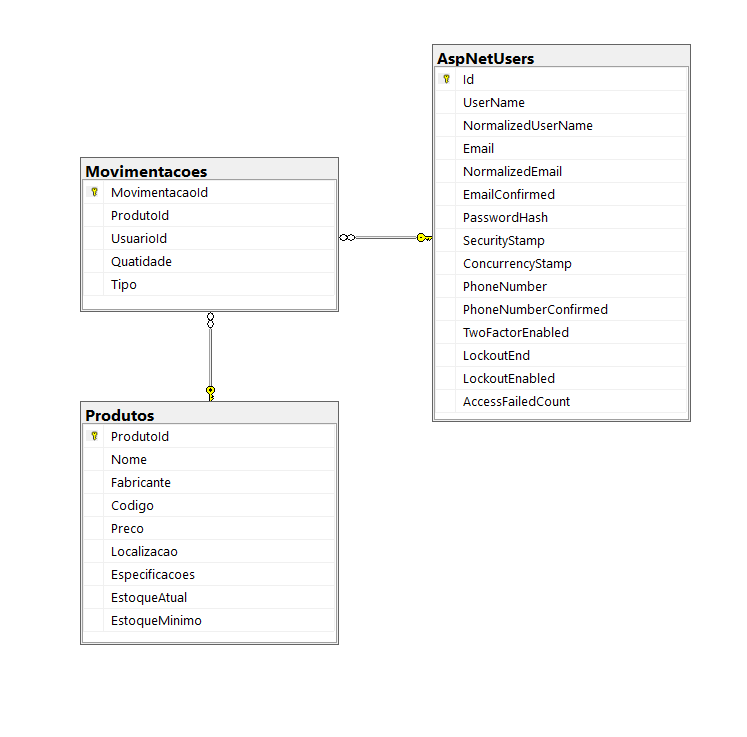 AspNetUsers
Id
UserName
NormalizedUserName
Email
NormalizedEmail
EmailConfirmed
PasswordHash
SecurityStamp
ConcurrencyStamp
PhoneNumber
PhoneNumberConfirmed
TwoFactorEnabled
LockoutEnd
LockoutEnabled
AccessFailedCount
Movimentacoes
MovimentacaoId
ProdutoId
UsuarioId
Quatidade
Tipo
Produtos
ProdutoId
Nome
Fabricante
Codigo
Preco
Localizacao
Especificacoes
EstoqueAtual
EstoqueMinimo